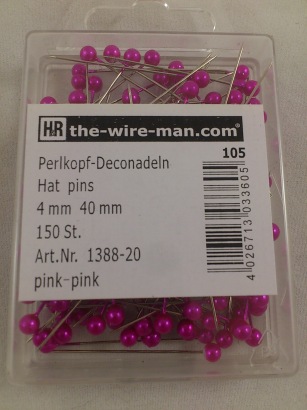 HR the-wire-man.com®
105
Perlkopf-Deconadeln
Hat pins
4 mm 40 mm
150 St.
Art.Nr. 1388-20
pink-pink
4 026713 033605